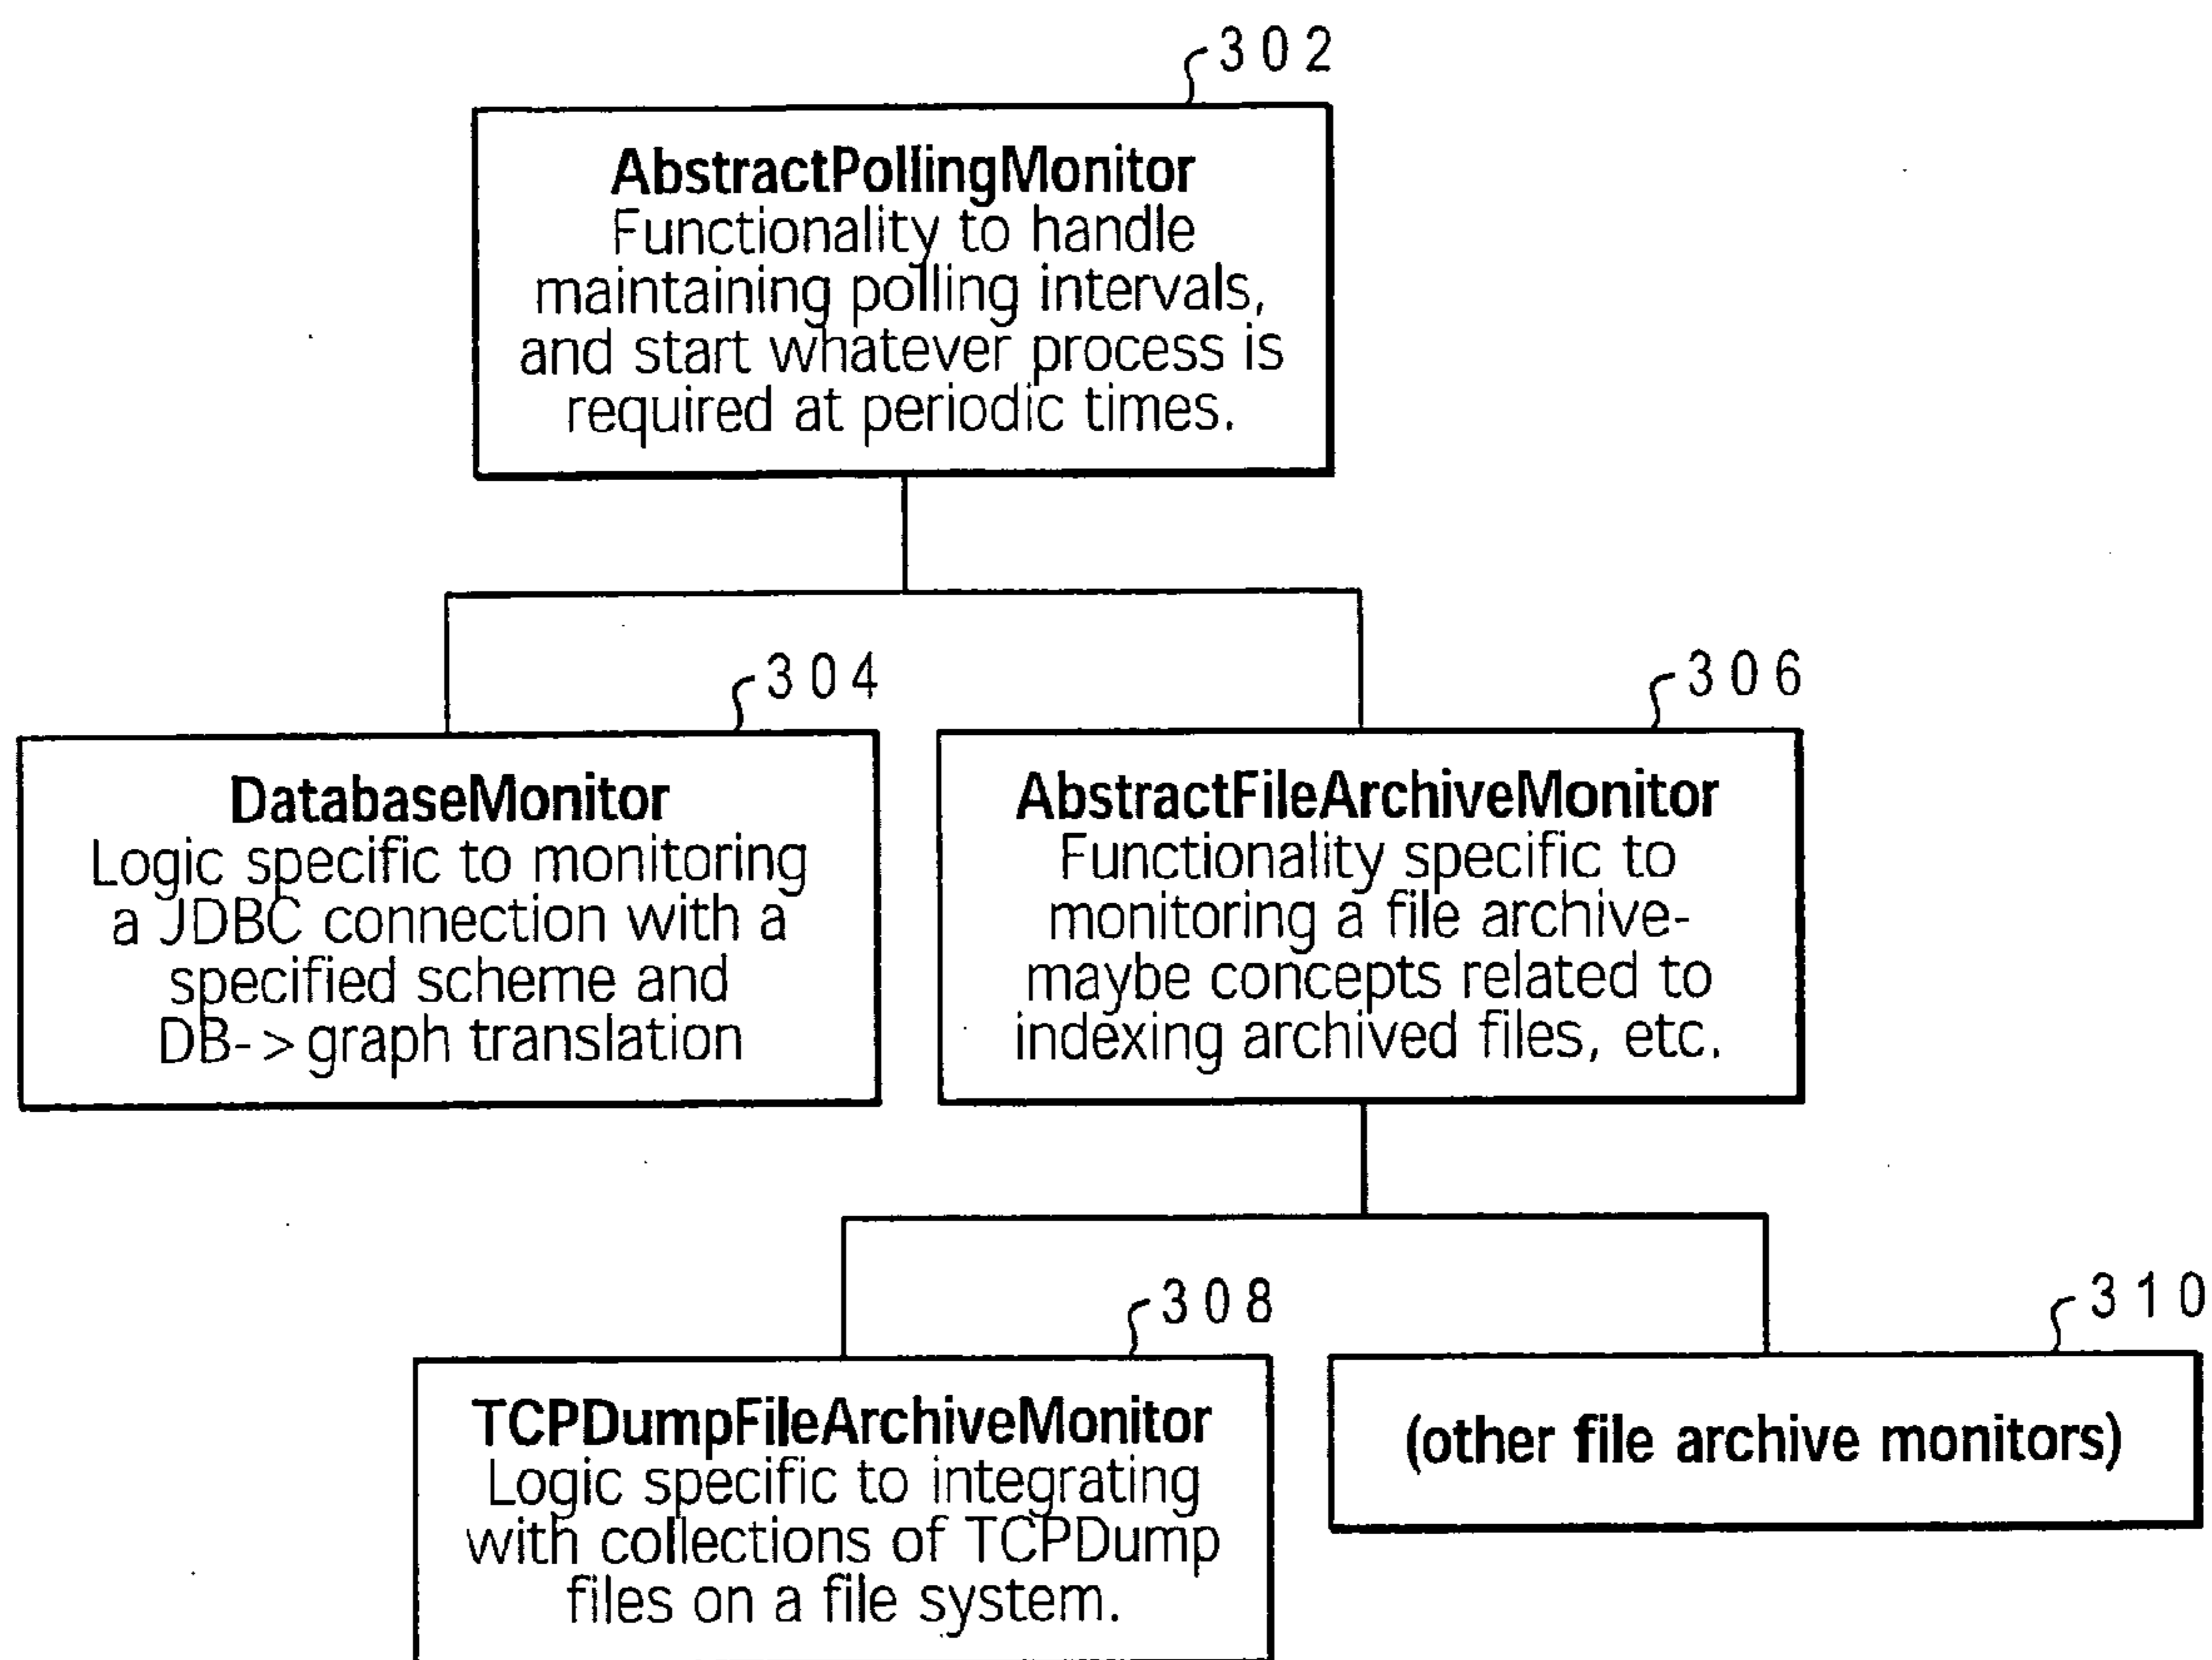 302
AbstractPollingMonitor
Functionality to handle
maintaining polling intervals,
and start whatever process is
required at periodic times.
304
DatabaseMonitor
Logic specific to monitoring
a JDBC connection with a
specified scheme and
DB->graph translation
306
AbstractFileArchiveMonitor
Functionality specific to
monitoring a file archive-
maybe concepts related to
indexing archived files, etc.
308
TCPDumpFileArchiveMonitor
Logic specific to integrating
with collections of TCPDump
files on a file system.
310
(other file archive monitors)